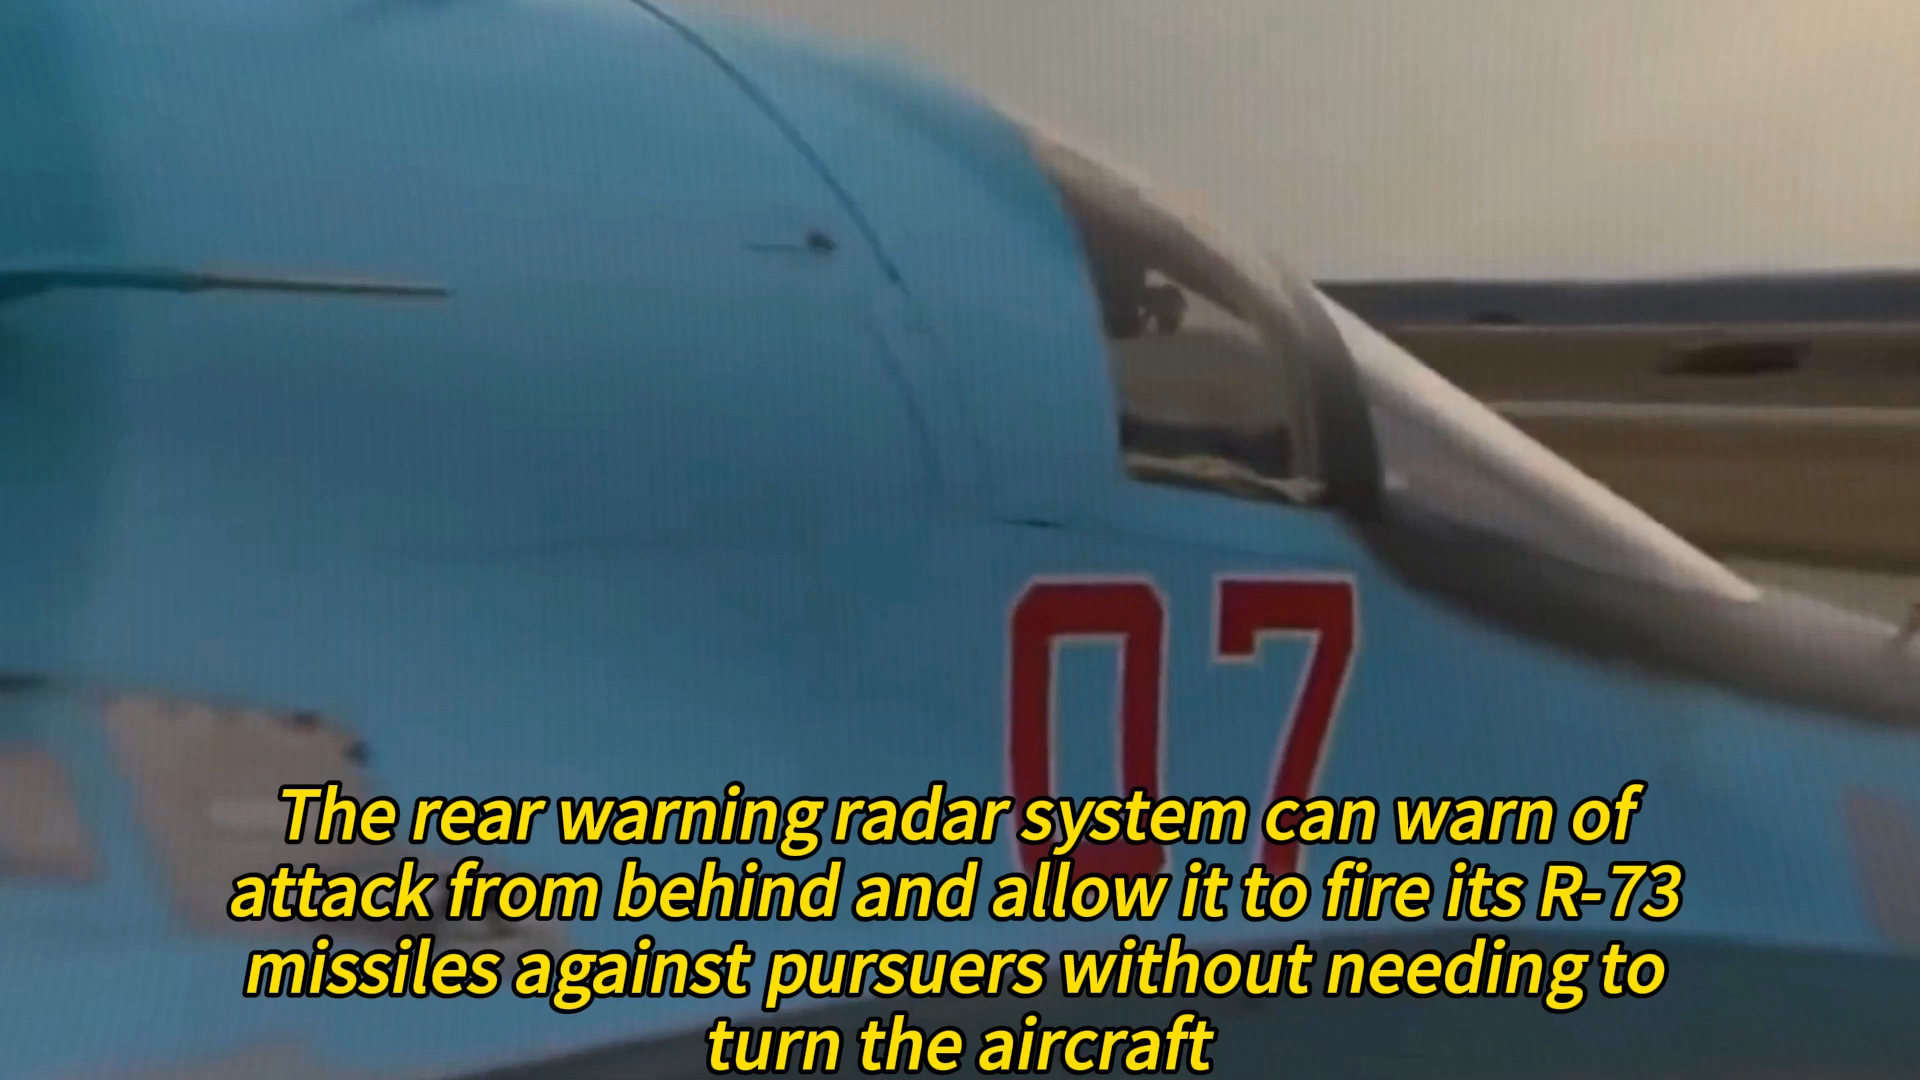 07
The rear warning radar system can warn of
attack from behind and allow it to fire its R-73
missiles against pursuers without needing to
turn the aircraft